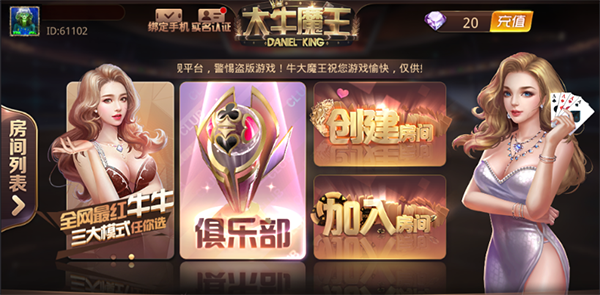 ID:61102
绑定手机
实名认证
大牛魔王
DANIEL KING
20
充值
平台，警惕盗版游戏！牛大魔王祝您游戏愉快，仅供!
房间列表
全网最红牛牛
三大模式任你选
俱乐部
创建房间
加入房间